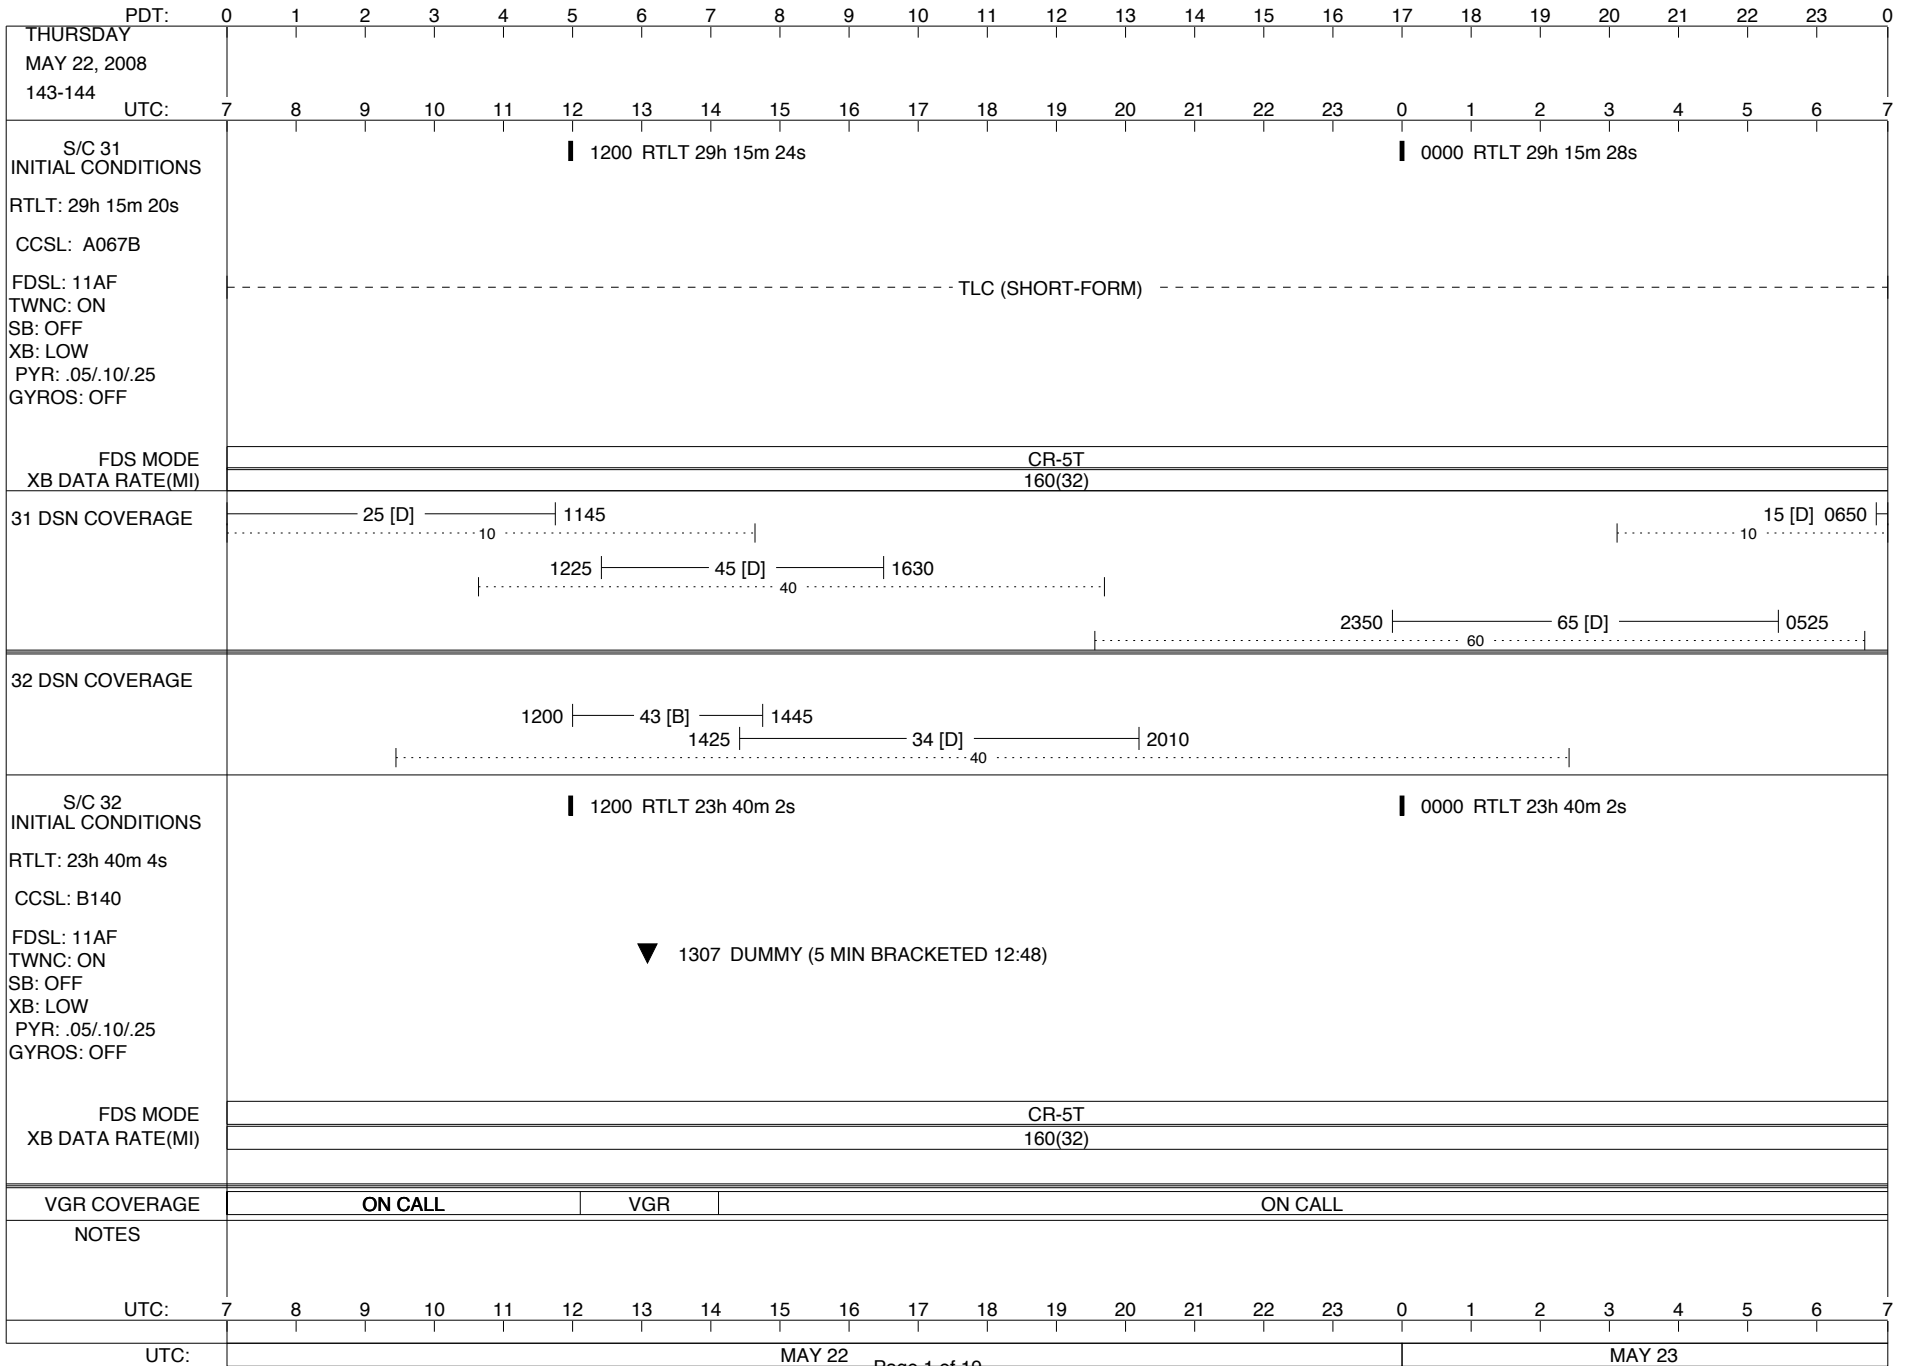 PDT: 0 1 2 3 4 5 6 7 8 9 10 11 12 13 14 15 16 17 18 19 20 21 22 23 0
THURSDAY
MAY 22, 2008
143-144
UTC: 7 8 9 10 11 12 13 14 15 16 17 18 19 20 21 22 23 0 1 2 3 4 5 6 7
S/C 31
INITIAL CONDITIONS
1200 RTLT 29h 15m 24s
0000 RTLT 29h 15m 28s
RTLT: 29h 15m 20s
CCSL: A067B
FDSL: 11AF
TLC (SHORT-FORM)
TWNC: ON
SB: OFF
XB: LOW
PYR: .05/.10/.25
GYROS: OFF
FDS MODE CR-5T
XB DATA RATE(MI) 160(32)
31 DSN COVERAGE 25 [D] 1145 15 [D] 0650
10 10
1225 45 [D] 1630
40
2350 65 [D] 0525
60
32 DSN COVERAGE
1200 43 [B] 1445
1425 34 [D] 2010
40
S/C 32
INITIAL CONDITIONS
1200 RTLT 23h 40m 2s
0000 RTLT 23h 40m 2s
RTLT: 23h 40m 4s
CCSL: B140
FDSL: 11AF
1307 DUMMY (5 MIN BRACKETED 12:48)
TWNC: ON
SB: OFF
XB: LOW
PYR: .05/.10/.25
GYROS: OFF
FDS MODE CR-5T
XB DATA RATE(MI) 160(32)
VGR COVERAGE ON CALL VGR ON CALL
NOTES
UTC: 7 8 9 10 11 12 13 14 15 16 17 18 19 20 21 22 23 0 1 2 3 4 5 6 7
UTC: MAY 22 MAY 23
Page 1 of 19